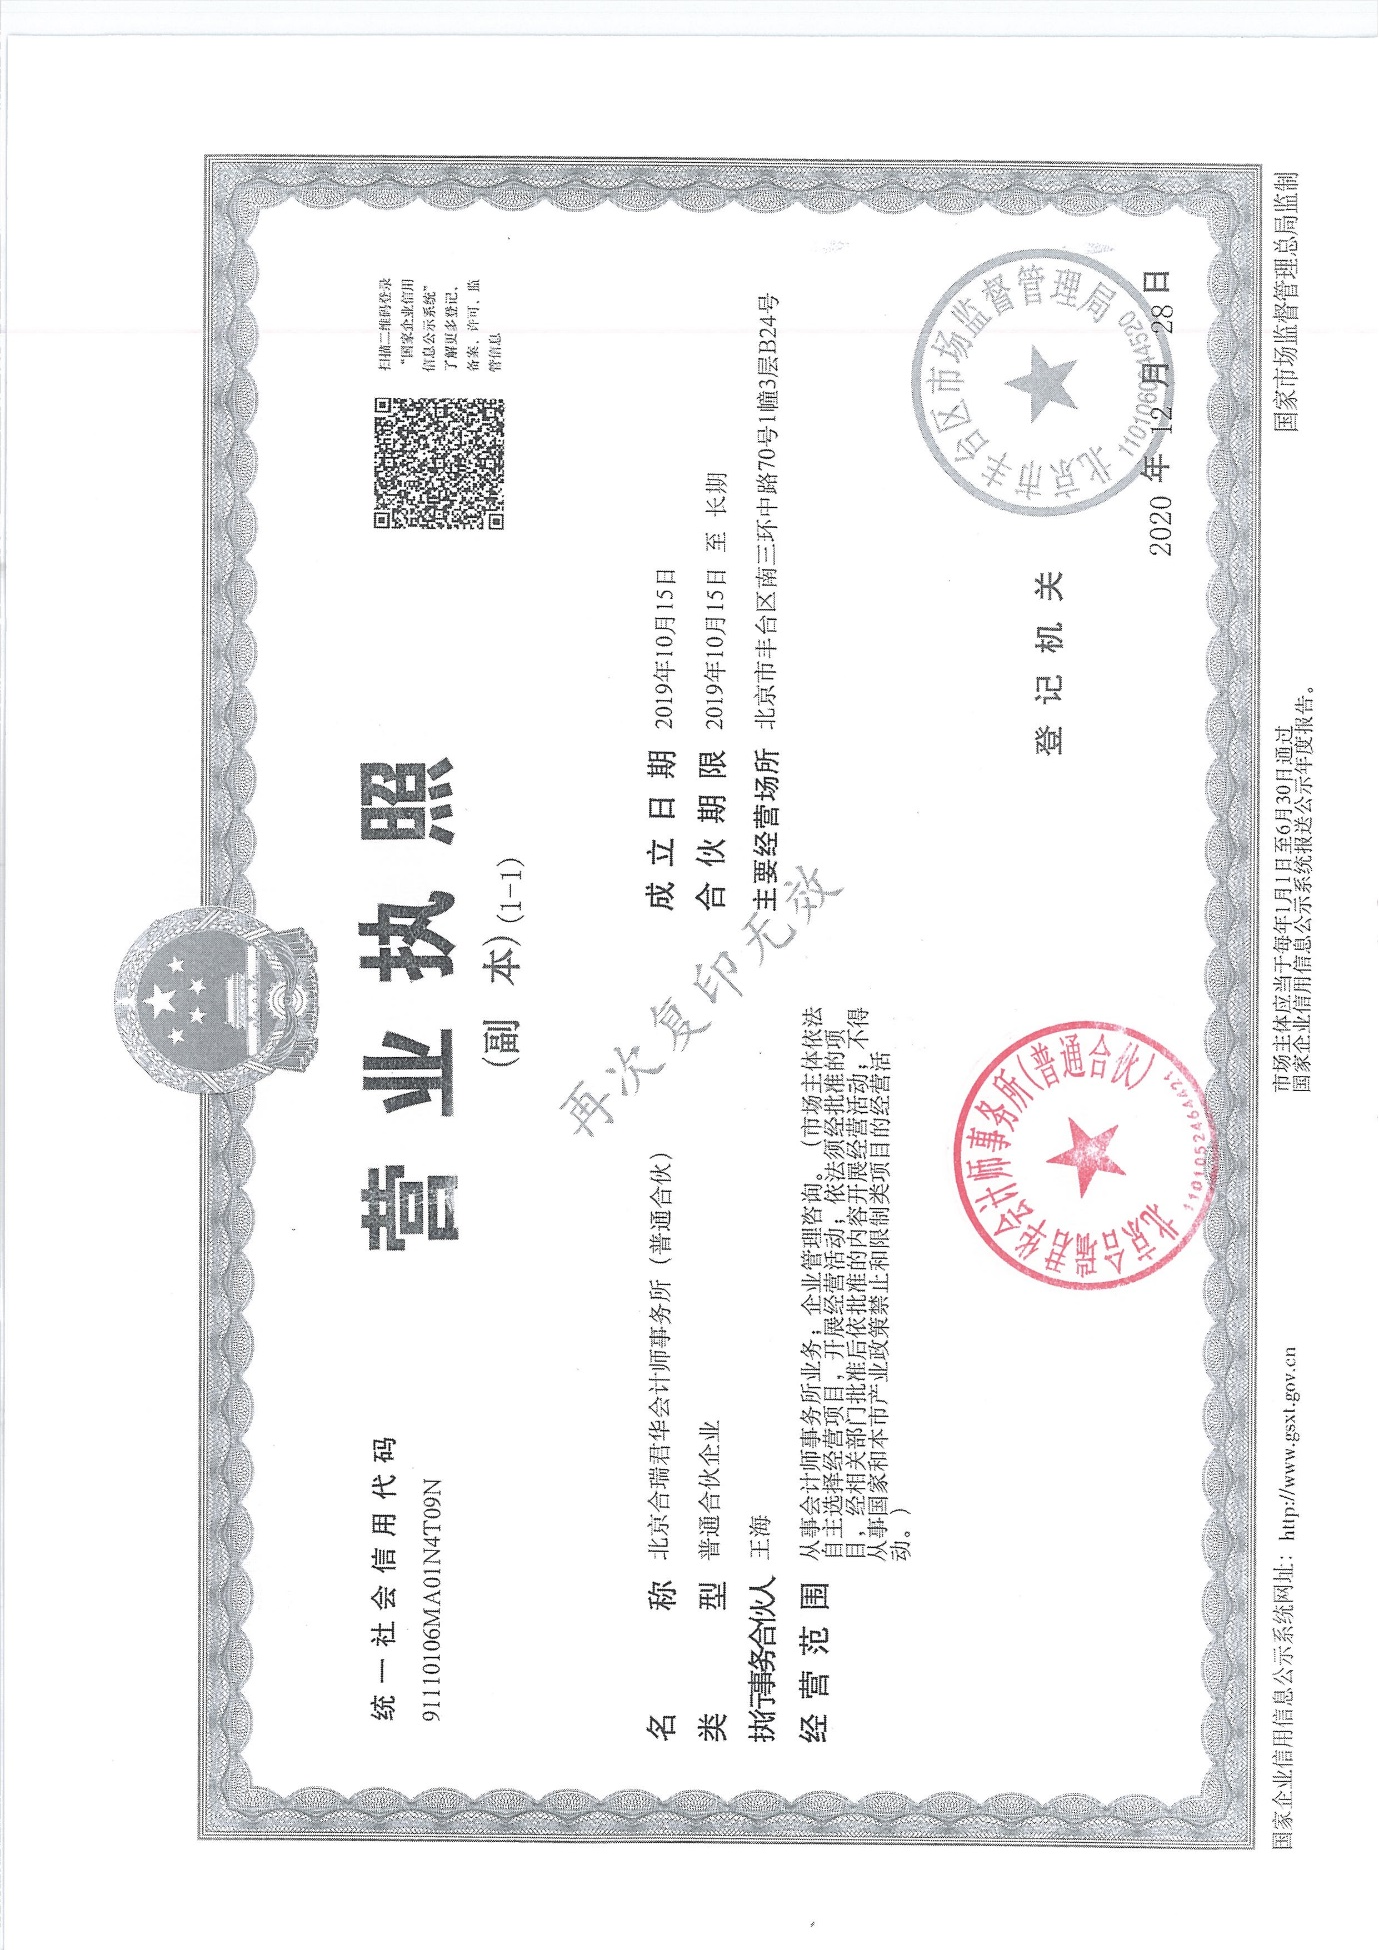 统一社会信用代码
91110106MA01N4T09N
营业执照
(副 本)(1-1)
扫描二维码登录
“国家企业信用
信息公示系统”
了解更多登记、
备案、许可、监
管信息
名称 北京合瑞君华会计师事务所（普通合伙）
类型 普通合伙企业
执行事务合伙人 王海
经营范围 从事会计师事务所业务；企业管理咨询。（市场主体依法
自主选择经营项目，开展经营活动；依法须经批准的项
目，经相关部门批准后依批准的内容开展经营活动；不得
从事国家和本市产业政策禁止和限制类项目的经营活
动。）
成立日期 2019年10月15日
合伙期限 2019年10月15日 至 长期
主要经营场所 北京市丰台区南三环中路70号1幢3层B24号
再次复印无效
北京合瑞君华会计师事务所(普通合伙)
1101052464421
登记机关
北京市丰台区市场监督管理局
2020 年 12 月 28 日
国家企业信用信息公示系统网址：http://www.gsxt.gov.cn
市场主体应当于每年1月1日至6月30日通过
国家企业信用信息公示系统报送公示年度报告。
国家市场监督管理总局监制